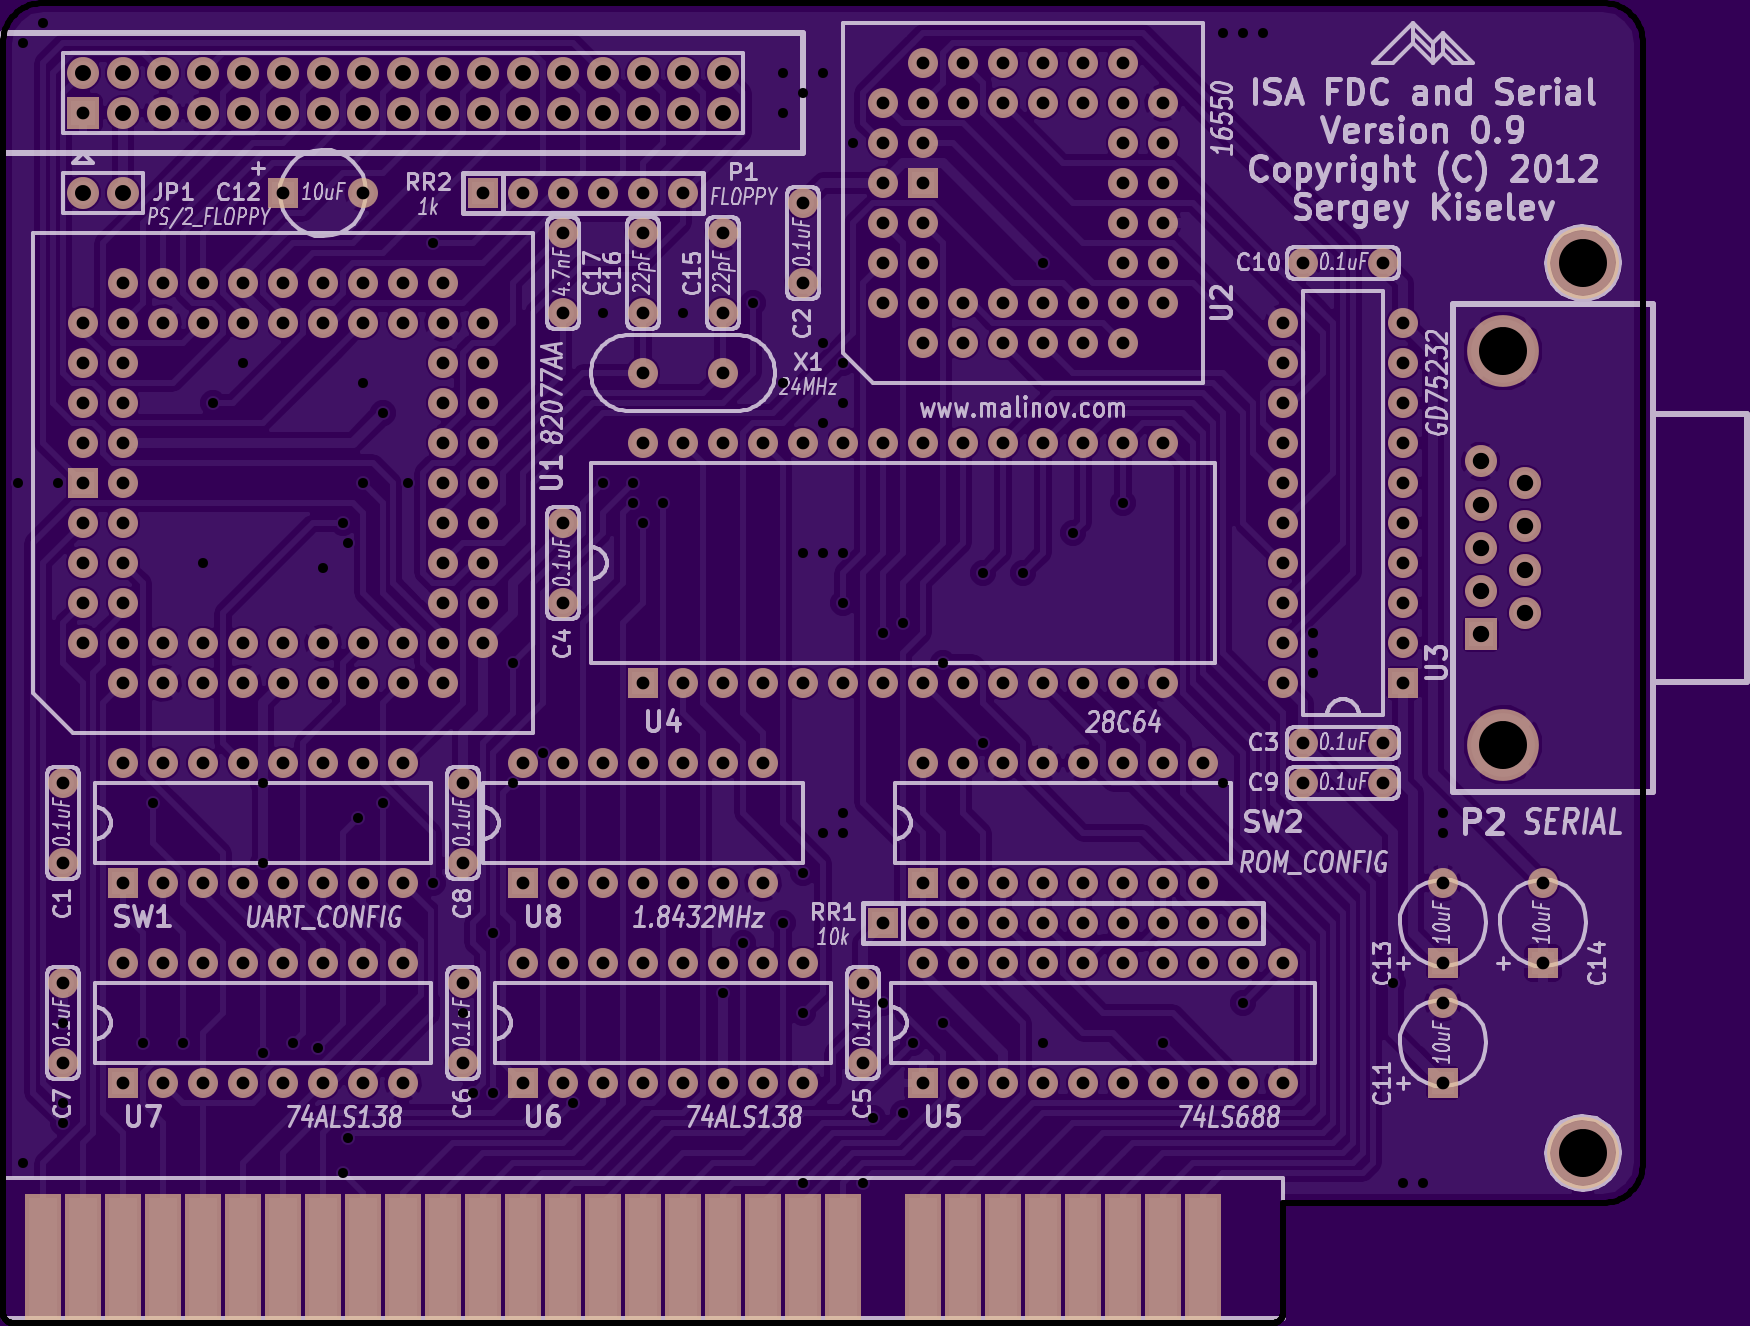 ISA FDC and Serial
Version 0.9
Copyright (C) 2012
Sergey Kiselev
16550
U2
P1
FLOPPY
JP1
PS/2_FLOPPY
+
C12
10uF
RR2
1k
4.7nF
C17
C16
22pF
C15
22pF
0.1uF
C2
C10
0.1uF
X1
24MHz
www.malinov.com
U1
82077AA
GD75232
U3
C4
0.1uF
U4
28C64
C3
0.1uF
C9
0.1uF
P2
SERIAL
SW2
ROM_CONFIG
C1
0.1uF
SW1
UART_CONFIG
C8
0.1uF
U8
1.8432MHz
RR1
10k
C13
+
10uF
+
10uF
C14
C7
0.1uF
U7
74ALS138
C6
0.1uF
U6
74ALS138
C5
0.1uF
U5
74LS688
C11
+
10uF